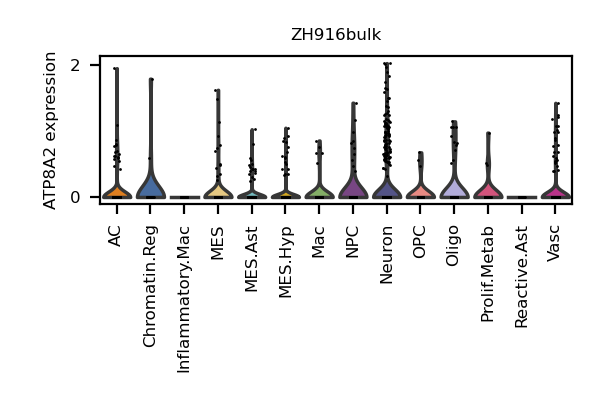 ZH916bulk
ATP8A2 expression
2
0
AC
Chromatin.Reg
Inflammatory.Mac
MES
MES.Ast
MES.Hyp
Mac
NPC
Neuron
OPC
Oligo
Prolif.Metab
Reactive.Ast
Vasc